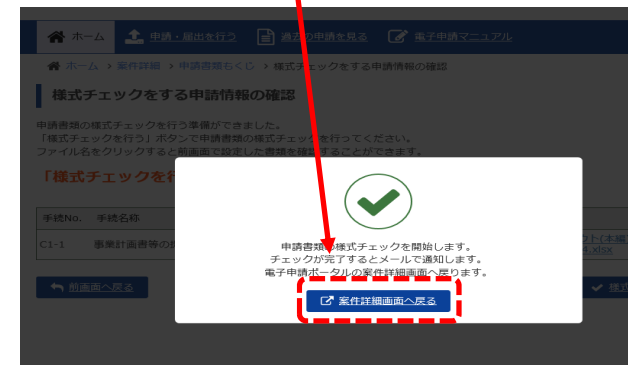 ホーム 申請・届出を行う 過去の申請を見る 電子申請マニュアル
ホーム > 案件詳細 > 申請書類もくじ > 様式チェックをする申請情報の確認
様式チェックをする申請情報の確認
申請書類の様式チェックを行う準備ができました。
「様式チェックを行う」ボタンで申請書類の様式チェックを行ってください。
ファイル名をクリックすると前画面で設定した書類を確認することができます。
「様式チェックを行
手続No. 手続名称
C1-1 事業計画書等の
4.xlsx
申請書類の様式チェックを開始します。
チェックが完了するとメールで通知します。
電子申請ポータルの案件詳細画面へ戻ります。
案件詳細画面へ戻る
前画面へ戻る
様式